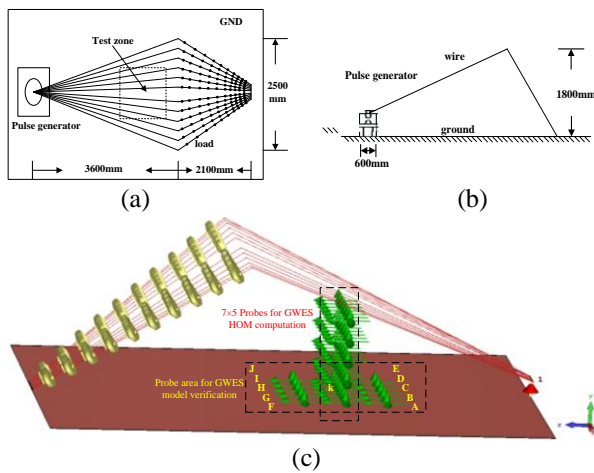 GND
Test zone
Pulse generator
load
2500
mm
3600mm
2100mm
(a)
wire
Pulse generator
ground
1800mm
600mm
(b)
7×5 Probes for GWES
HOM computation
Probe area for GWES
model verification
J
I
H
G
F
k
E
D
C
B
A
1
y
z
(c)